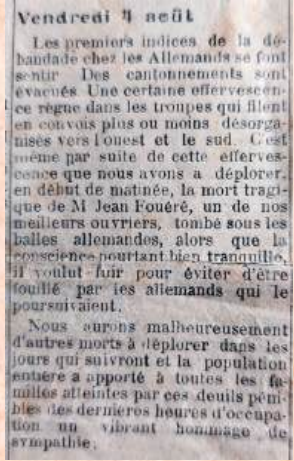 Vendredi 4 août
Les premiers indices de la dé-
bandade chez les Allemands se font
sentir Des cantonnements sont
évacués Une certaine effervescen-
ce règne dans les troupes qui filent
en convois plus ou moins désorga-
nisés vers l'ouest et le sud. C'est
même par suite de cette efferves-
cence que nous avons a déplorer,
en début de matinée, la mort tragi-
que de M Jean Fouéré, un de nos
meilleurs ouvriers, tombé sous les
balles allemandes, alors que la
conscience pourtant bien tranquille,
il voulut fuir pour éviter d'être
fouillé par les allemands qui le
poursuivaient.
Nous aurons malheureusement
d'autres morts à déplorer dans les
jours qui suivront et la population
entière a apporté à toutes les fa-
milles atteintes par ces deuils péni-
bles des dernières heures d'occupa-
tion un vibrant hommage de
sympathie.